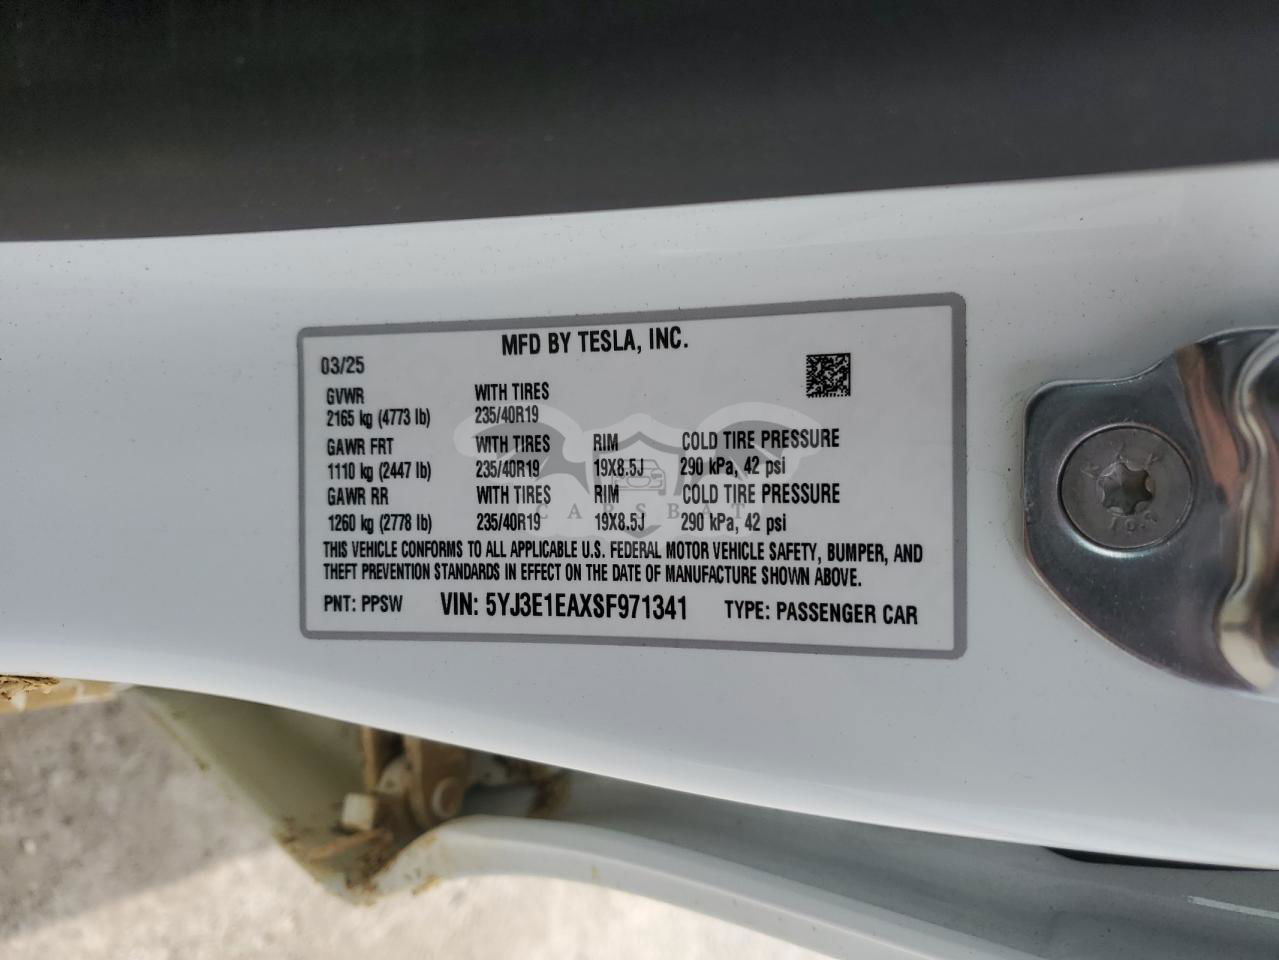 MFD BY TESLA, INC.
03/25
GVWR WITH TIRES
2165 kg (4773 lb) 235/40R19
GAWR FRT WITH TIRES RIM COLD TIRE PRESSURE
1110 kg (2447 lb) 235/40R19 19X8.5J 290 kPa, 42 psi
GAWR RR WITH TIRES RIM COLD TIRE PRESSURE
1260 kg (2778 lb) 235/40R19 19X8.5J 290 kPa, 42 psi
CARSBAT
THIS VEHICLE CONFORMS TO ALL APPLICABLE U.S. FEDERAL MOTOR VEHICLE SAFETY, BUMPER, AND
THEFT PREVENTION STANDARDS IN EFFECT ON THE DATE OF MANUFACTURE SHOWN ABOVE.
PNT: PPSW VIN: 5YJ3E1EAXSF971341 TYPE: PASSENGER CAR
10.9